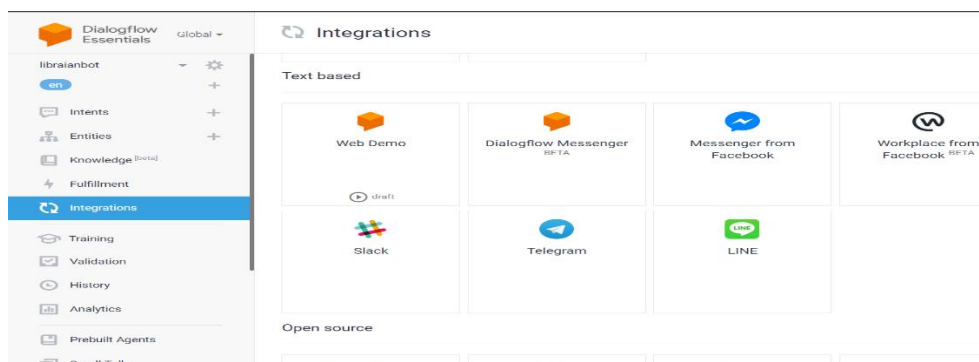 Dialogflow
Essentials
Global
Integrations
libraianbot
en
Intents
Entities
Knowledge [beta]
Fulfillment
Integrations
Training
Validation
History
Analytics
Prebuilt Agents
Text based
Web Demo
draft
Dialogflow Messenger
BETA
Messenger from
Facebook
Workplace from
Facebook BETA
Slack
Telegram
LINE
LINE
Open source